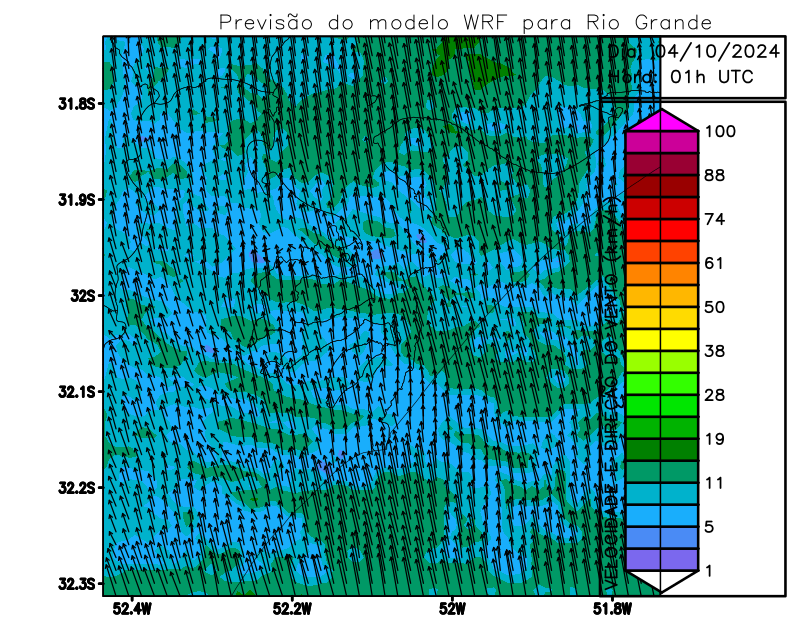 Previsão do modelo WRF para Rio Grande
Dia: 04/10/2024
Hora: 01h UTC
31.8S
31.9S
32S
32.1S
32.2S
32.3S
52.4W
52.2W
52W
51.8W
VELOCIDADE E DIREÇÃO DO VENTO (km/h)
100
88
74
61
50
38
28
19
11
5
1